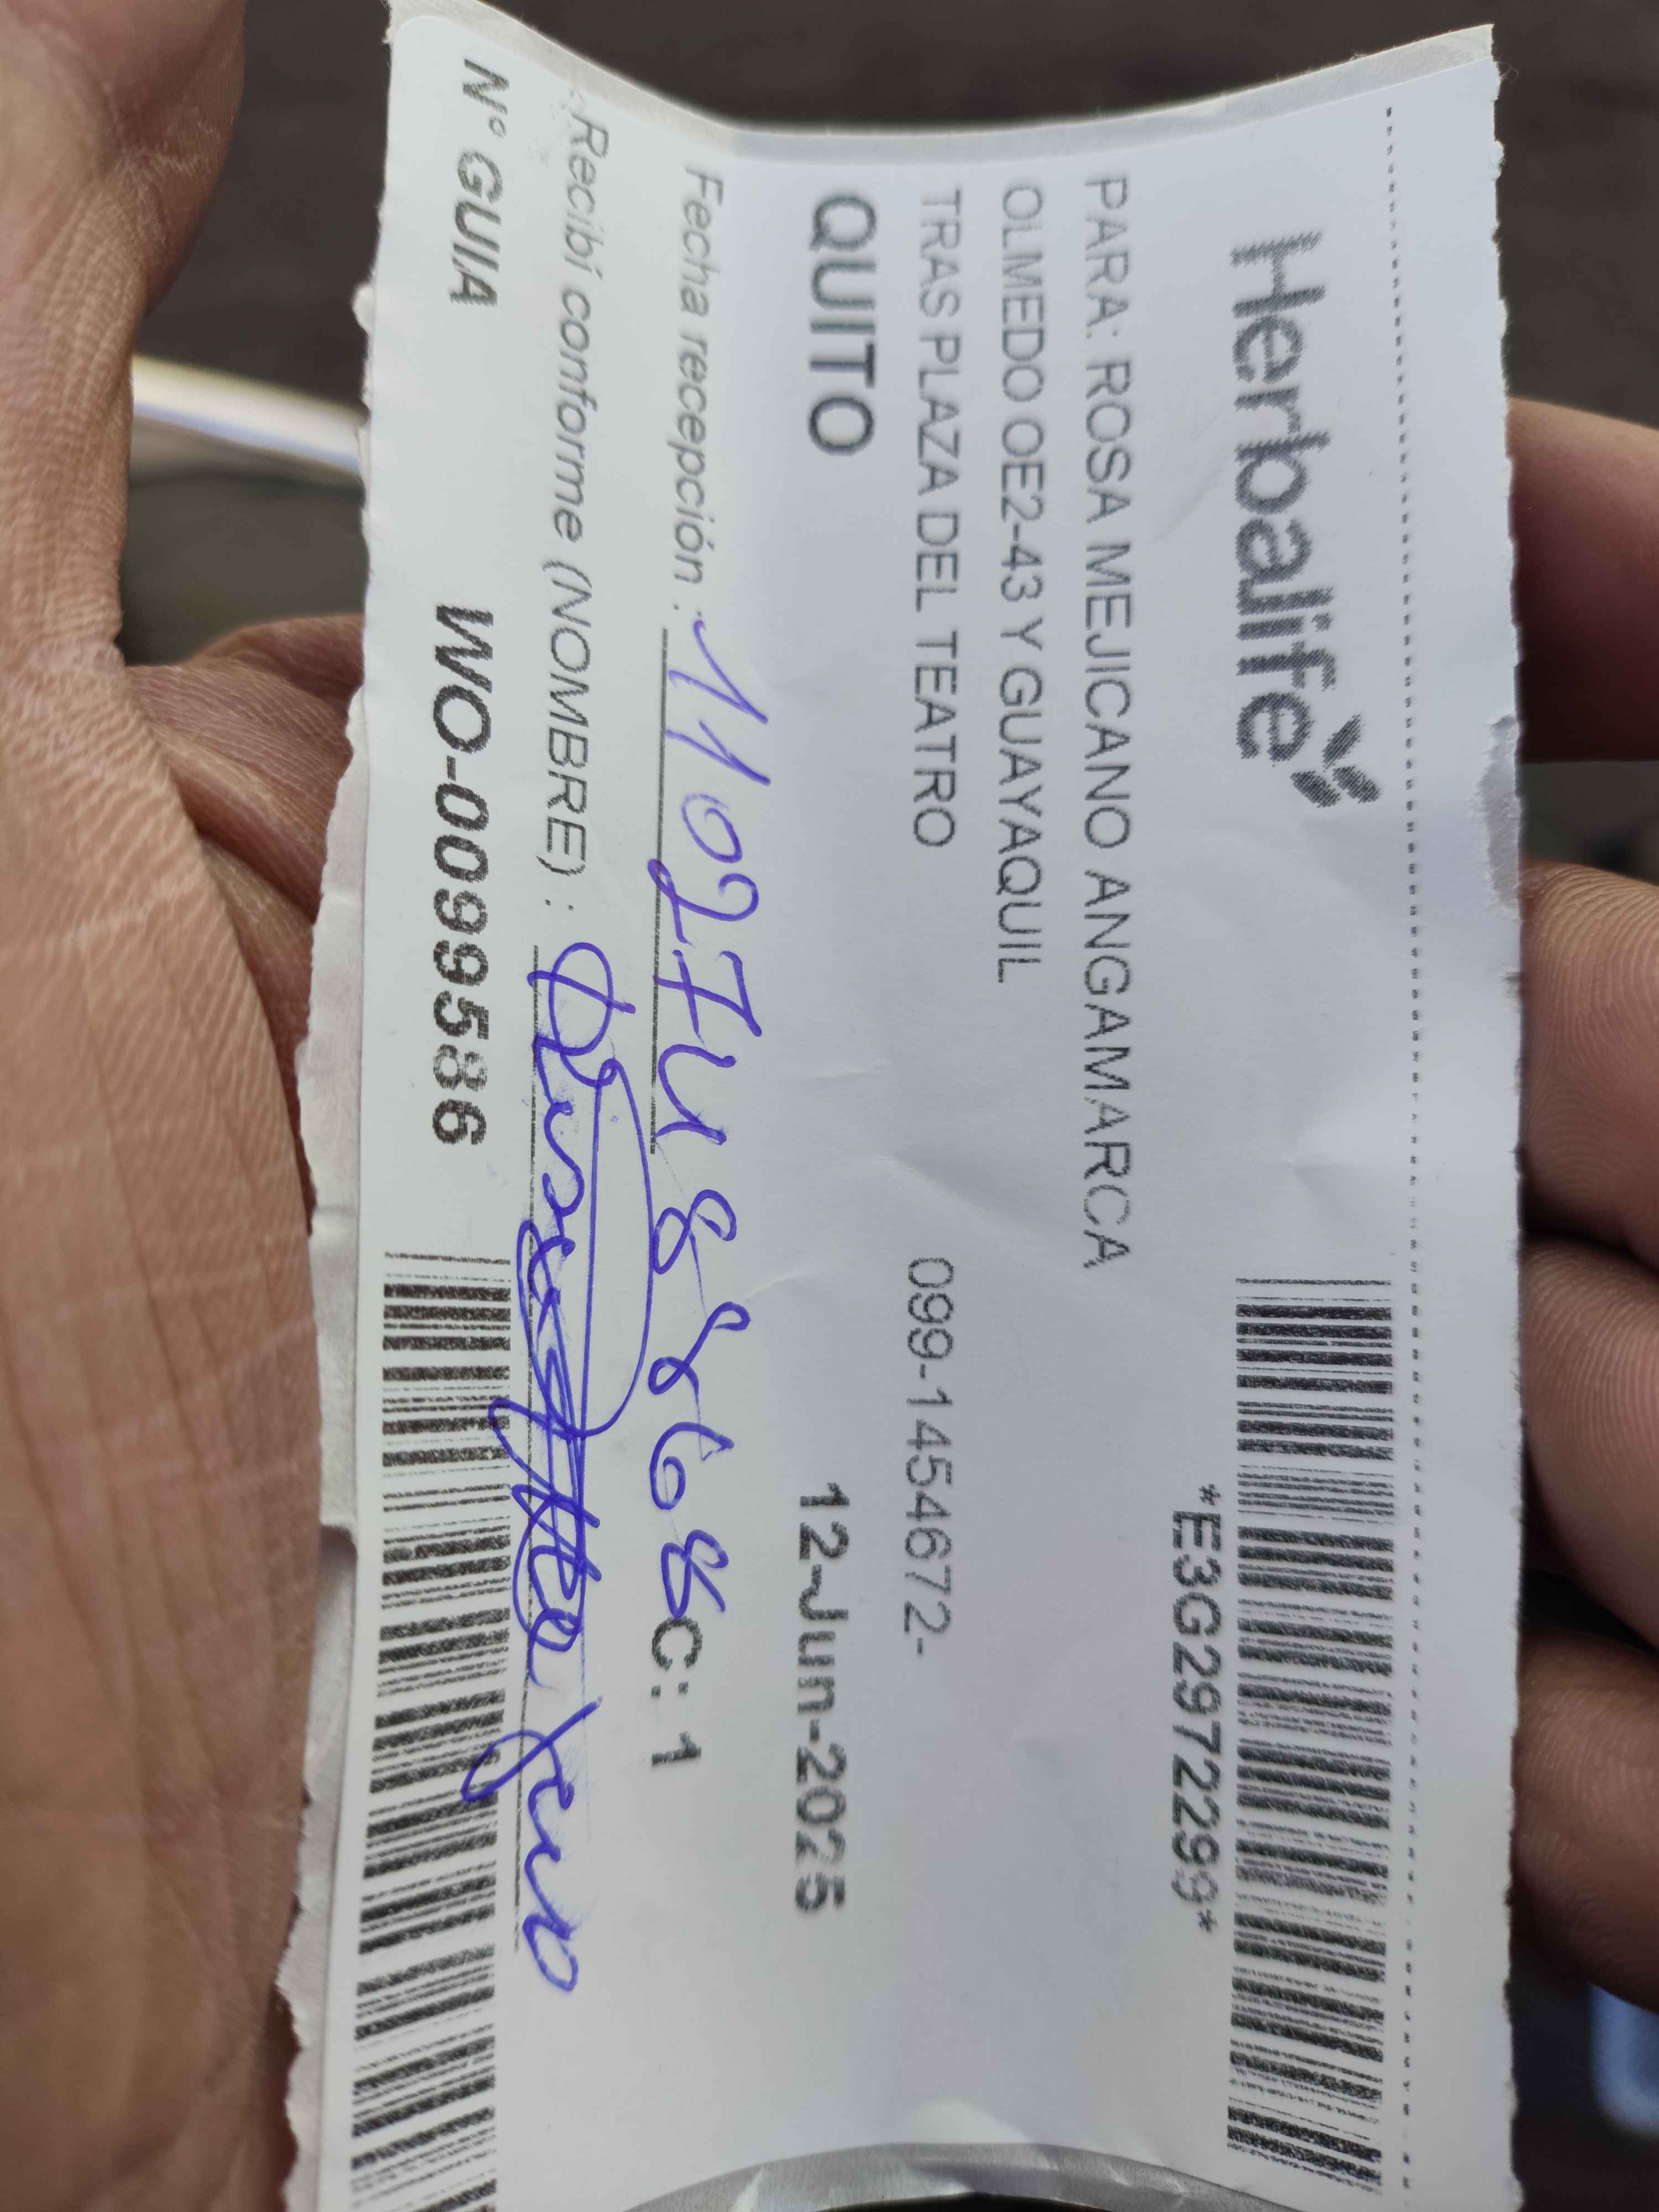 Herbalife
*E3G2972299*
PARA: ROSA MEJICANO ANGAMARCA
OLMEDO OE2-43 Y GUAYAQUIL
TRAS PLAZA DEL TEATRO 099-1454672-
QUITO 12-Jun-2025
Fecha recepción : C: 1
Recibí conforme (NOMBRE) :
N° GUIA WO-0099586